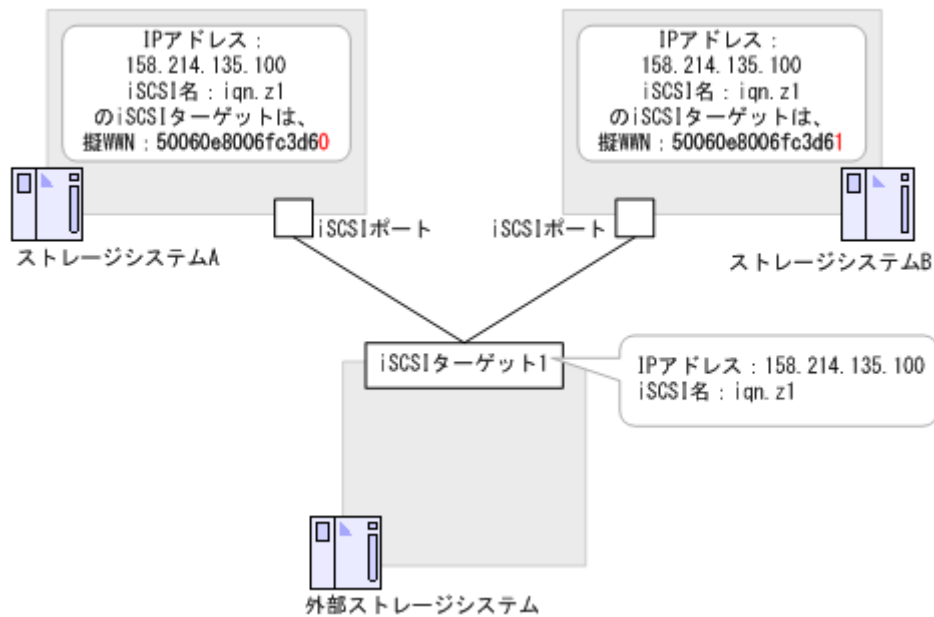 IPアドレス：
158.214.135.100
iSCSI名：iqn.z1
のiSCSIターゲットは、
擬WWN：50060e8006fc3d60
IPアドレス：
158.214.135.100
iSCSI名：iqn.z1
のiSCSIターゲットは、
擬WWN：50060e8006fc3d61
iSCSIポート
iSCSIポート
ストレージシステムA
ストレージシステムB
iSCSIターゲット1
IPアドレス：158.214.135.100
iSCSI名：iqn.z1
外部ストレージシステム